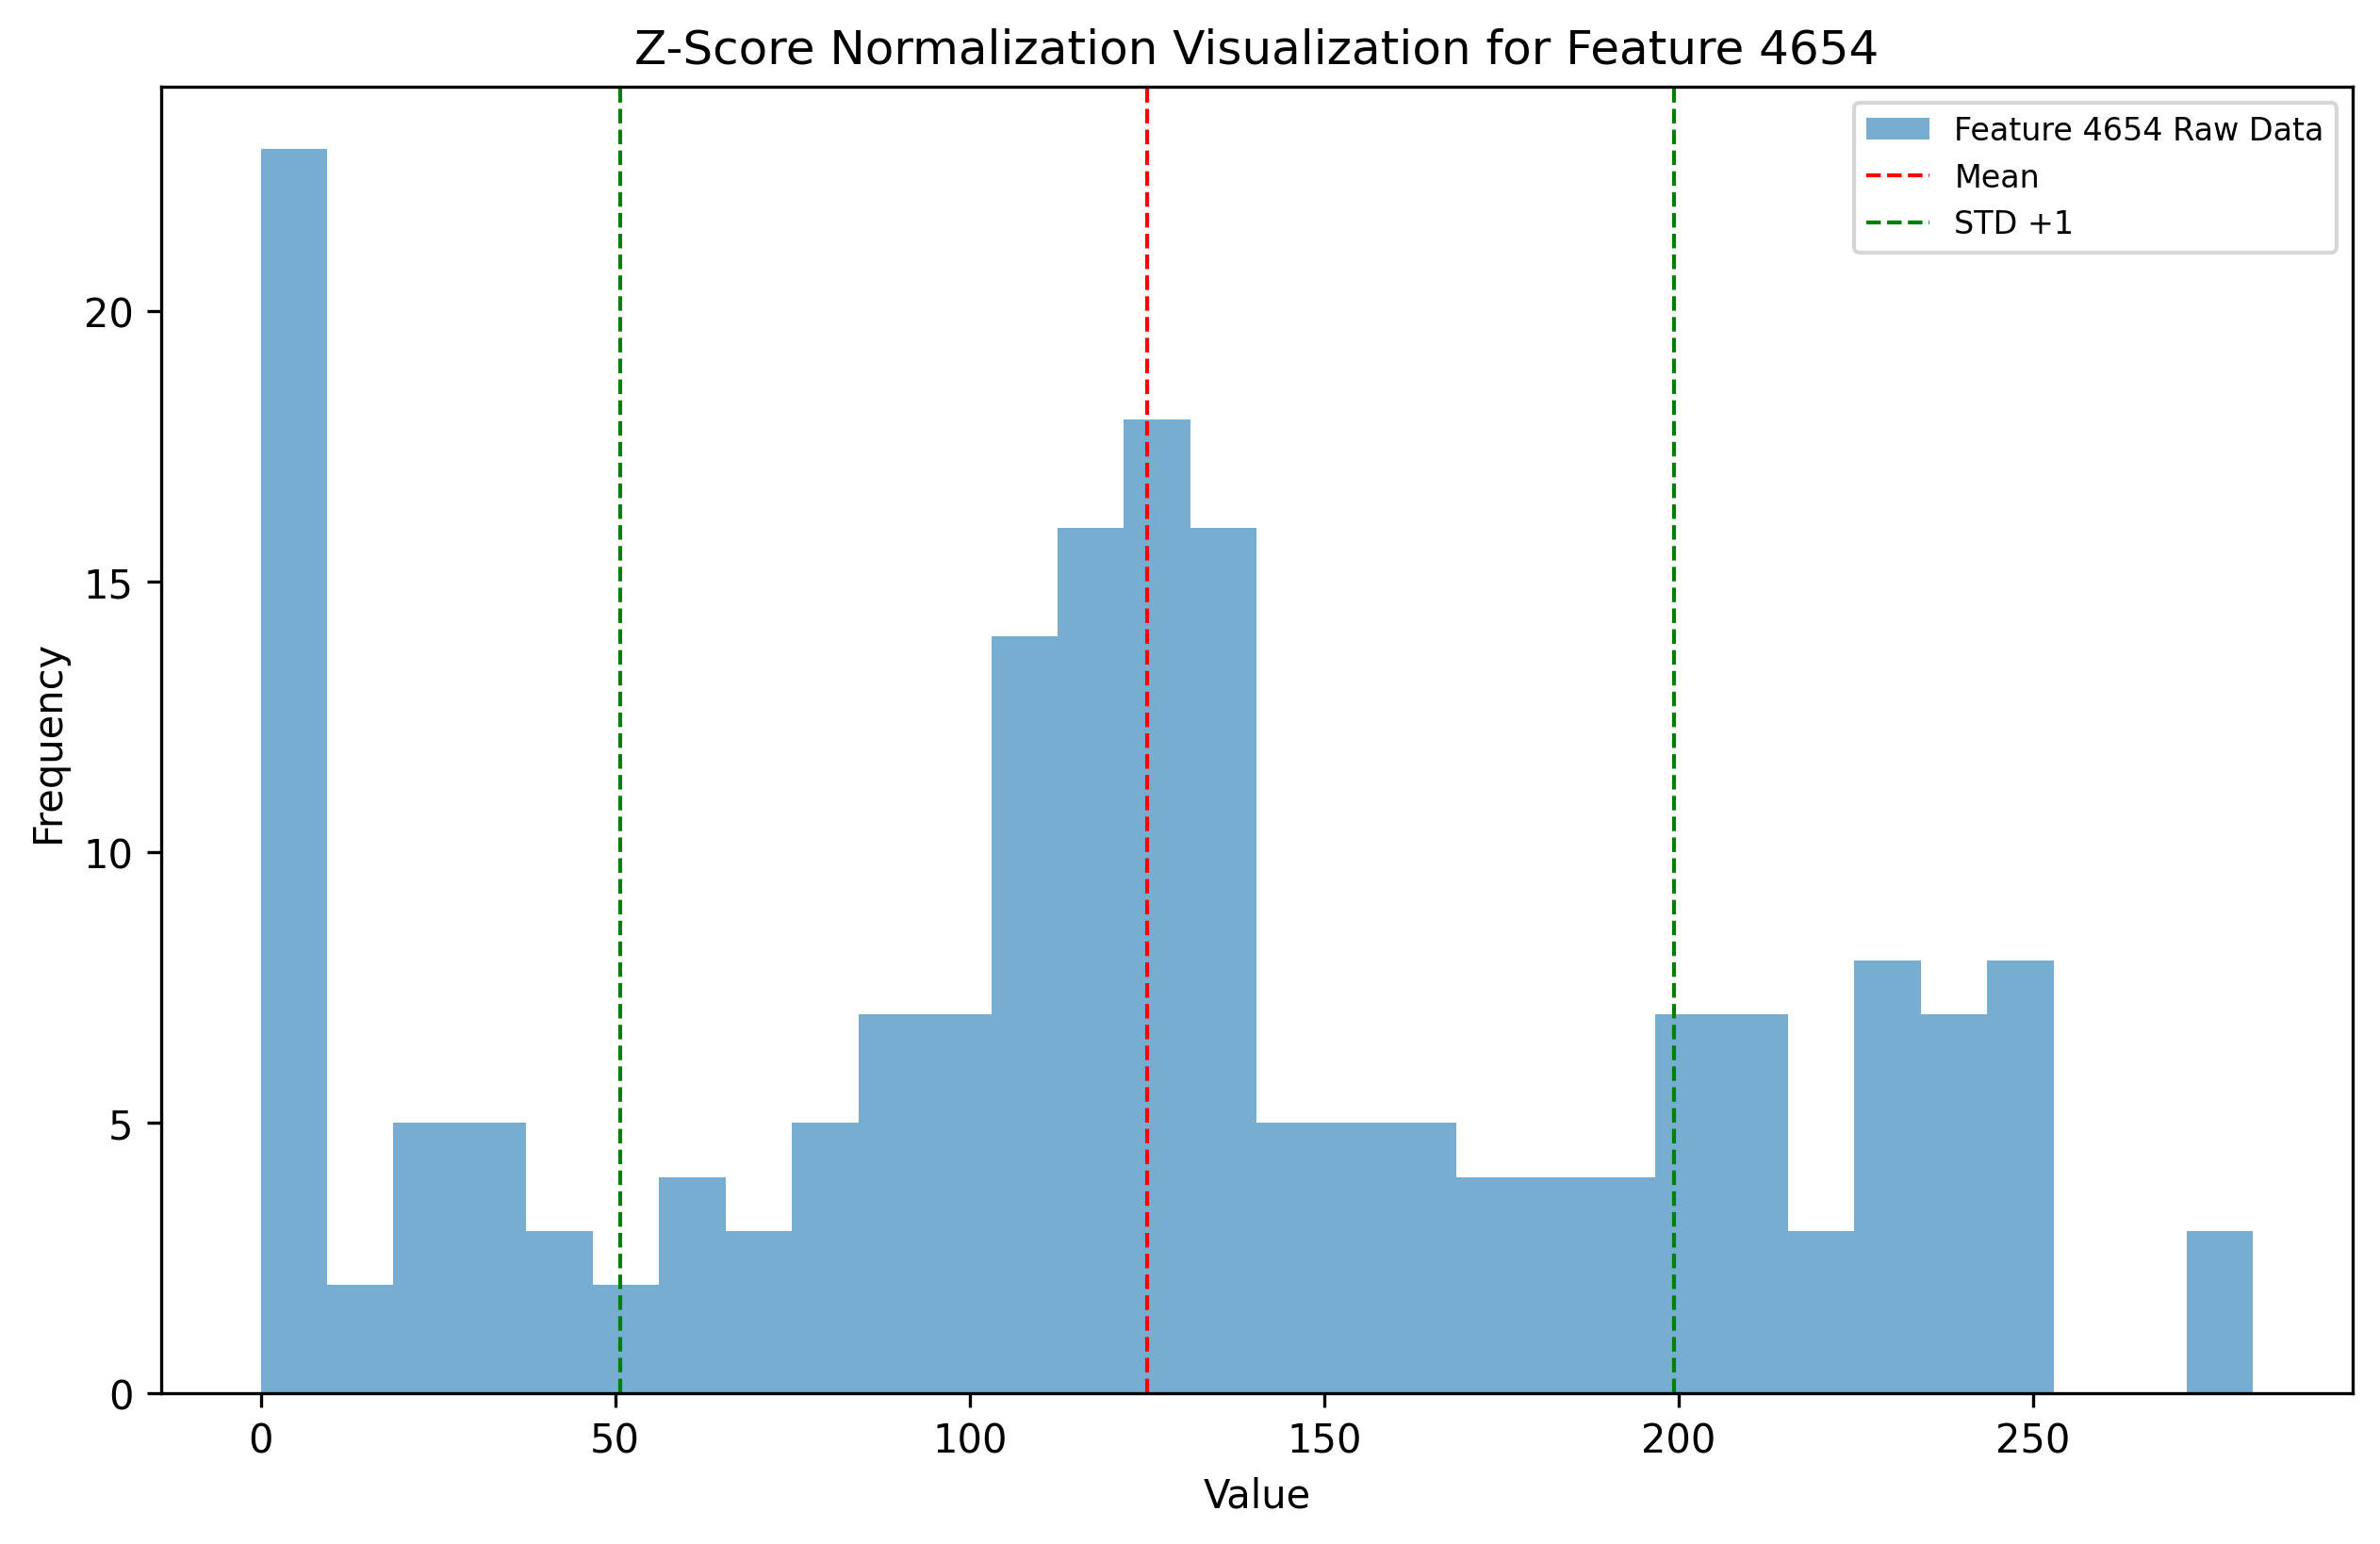 Z-Score Normalization Visualization for Feature 4654
Feature 4654 Raw Data
Mean
STD +1
Frequency
20
15
10
5
0
0 50 100 150 200 250
Value